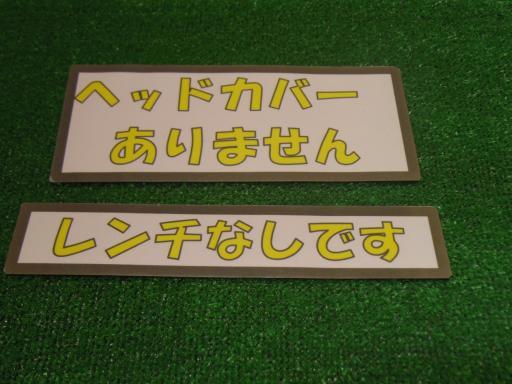 ヘッドカバー
ありません
レンチなしです